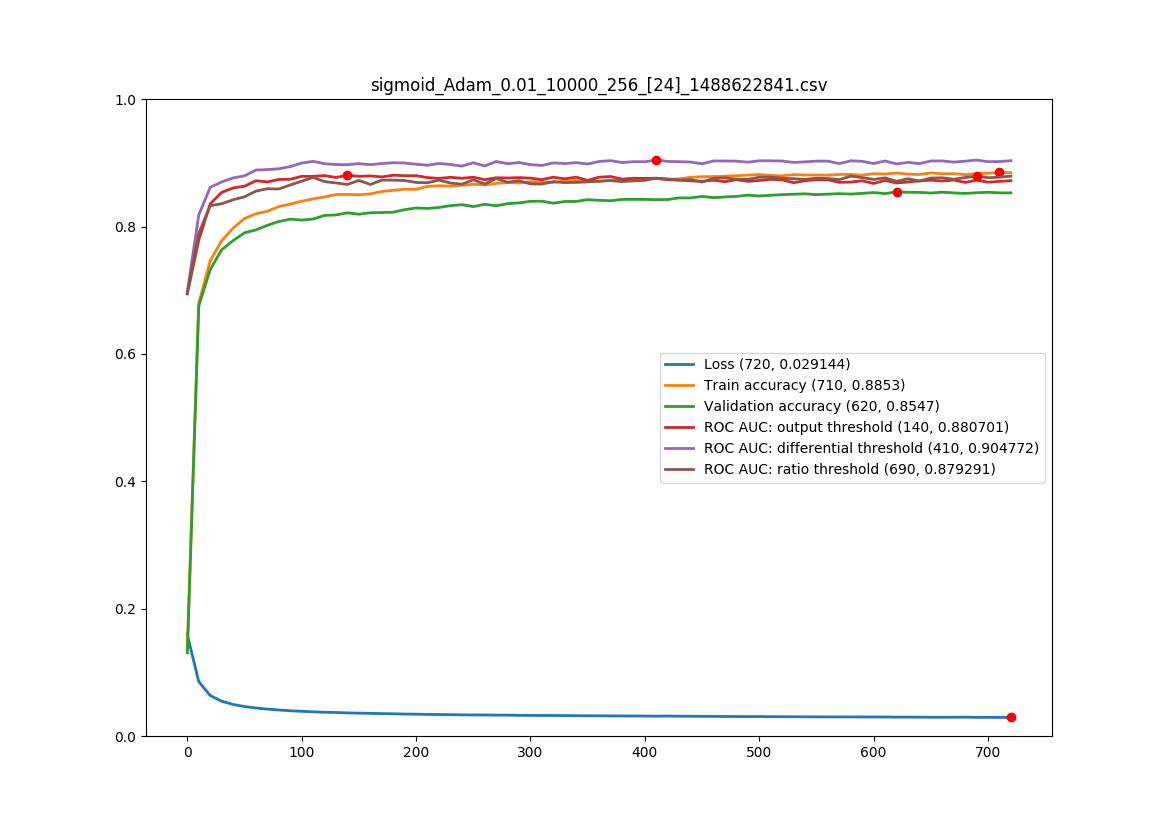 sigmoid_Adam_0.01_10000_256_[24]_1488622841.csv
1.0
0.8
0.6
0.4
0.2
0.0
Loss (720, 0.029144)
Train accuracy (710, 0.8853)
Validation accuracy (620, 0.8547)
ROC AUC: output threshold (140, 0.880701)
ROC AUC: differential threshold (410, 0.904772)
ROC AUC: ratio threshold (690, 0.879291)
0 100 200 300 400 500 600 700